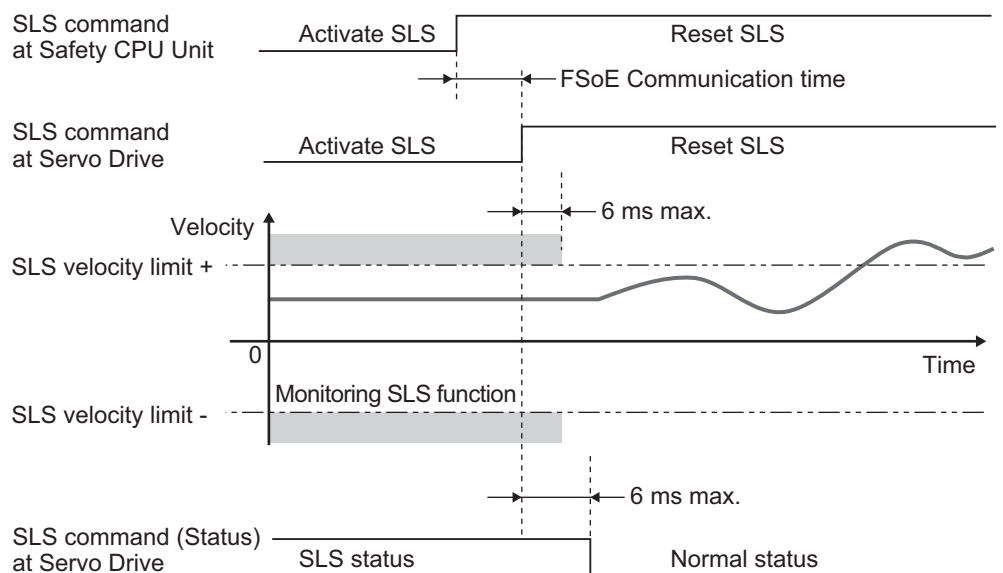 SLS command
at Safety CPU Unit
Activate SLS
Reset SLS
FSoE Communication time
SLS command
at Servo Drive
Activate SLS
Reset SLS
6 ms max.
Velocity
SLS velocity limit +
0
Time
Monitoring SLS function
SLS velocity limit -
6 ms max.
SLS command (Status)
at Servo Drive
SLS status
Normal status